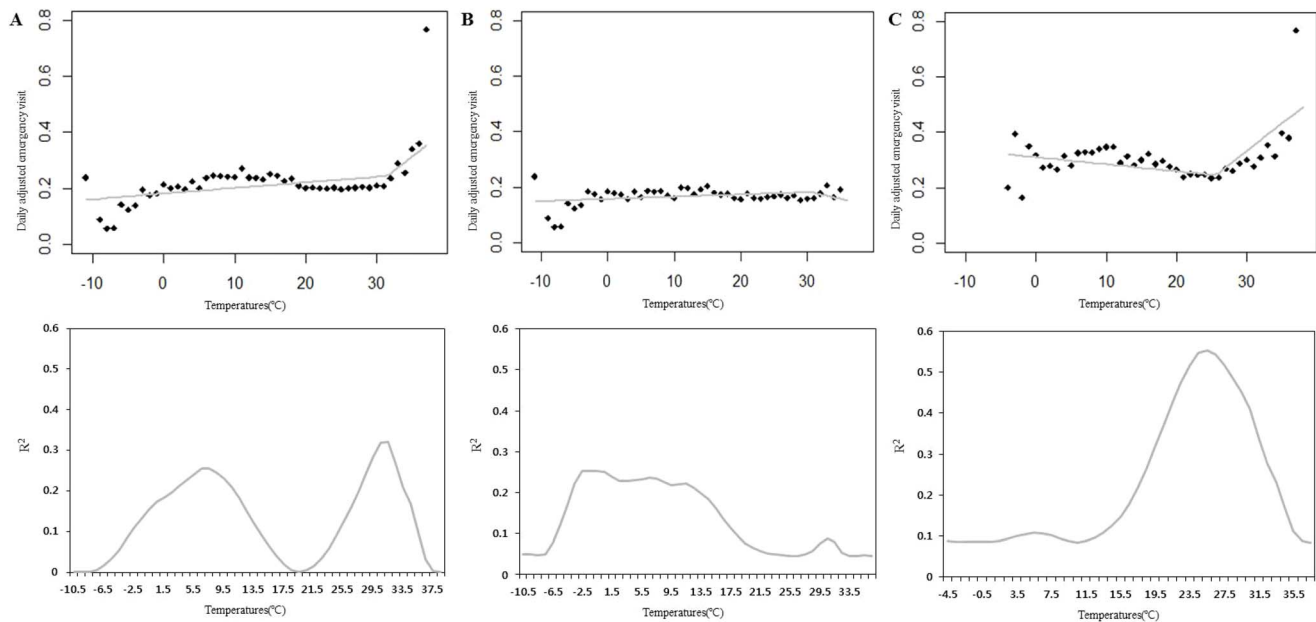 A
Daily adjusted emergency visit
0.8
0.6
0.4
0.2
0.0
-10 0 10 20 30
Temperatures(℃)
B
Daily adjusted emergency visit
0.8
0.6
0.4
0.2
0.0
-10 0 10 20 30
Temperatures(℃)
C
Daily adjusted emergency visit
0.8
0.6
0.4
0.2
0.0
-10 0 10 20 30
Temperatures(℃)
R²
0.6
0.5
0.4
0.3
0.2
0.1
0
-10.5 -6.5 -2.5 1.5 5.5 9.5 13.5 17.5 21.5 25.5 29.5 33.5 37.5
Temperatures(℃)
R²
0.6
0.5
0.4
0.3
0.2
0.1
0
-10.5 -6.5 -2.5 1.5 5.5 9.5 13.5 17.5 21.5 25.5 29.5 33.5
Temperatures(℃)
R²
0.6
0.5
0.4
0.3
0.2
0.1
0
-4.5 -0.5 3.5 7.5 11.5 15.5 19.5 23.5 27.5 31.5 35.5
Temperatures(℃)